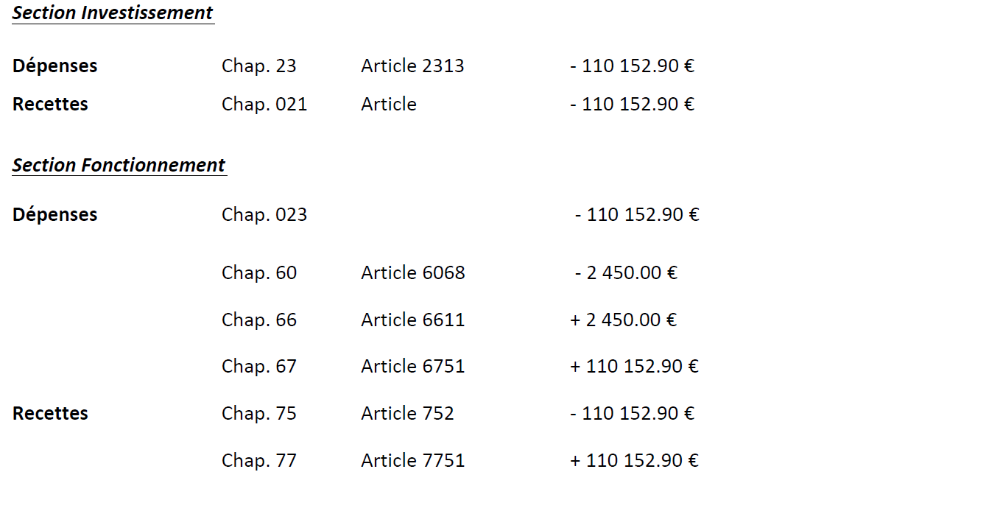 Section Investissement
Dépenses Chap. 23 Article 2313 - 110 152.90 €
Recettes Chap. 021 Article - 110 152.90 €
Section Fonctionnement
Dépenses Chap. 023 - 110 152.90 €
Chap. 60 Article 6068 - 2 450.00 €
Chap. 66 Article 6611 + 2 450.00 €
Chap. 67 Article 6751 + 110 152.90 €
Recettes Chap. 75 Article 752 - 110 152.90 €
Chap. 77 Article 7751 + 110 152.90 €